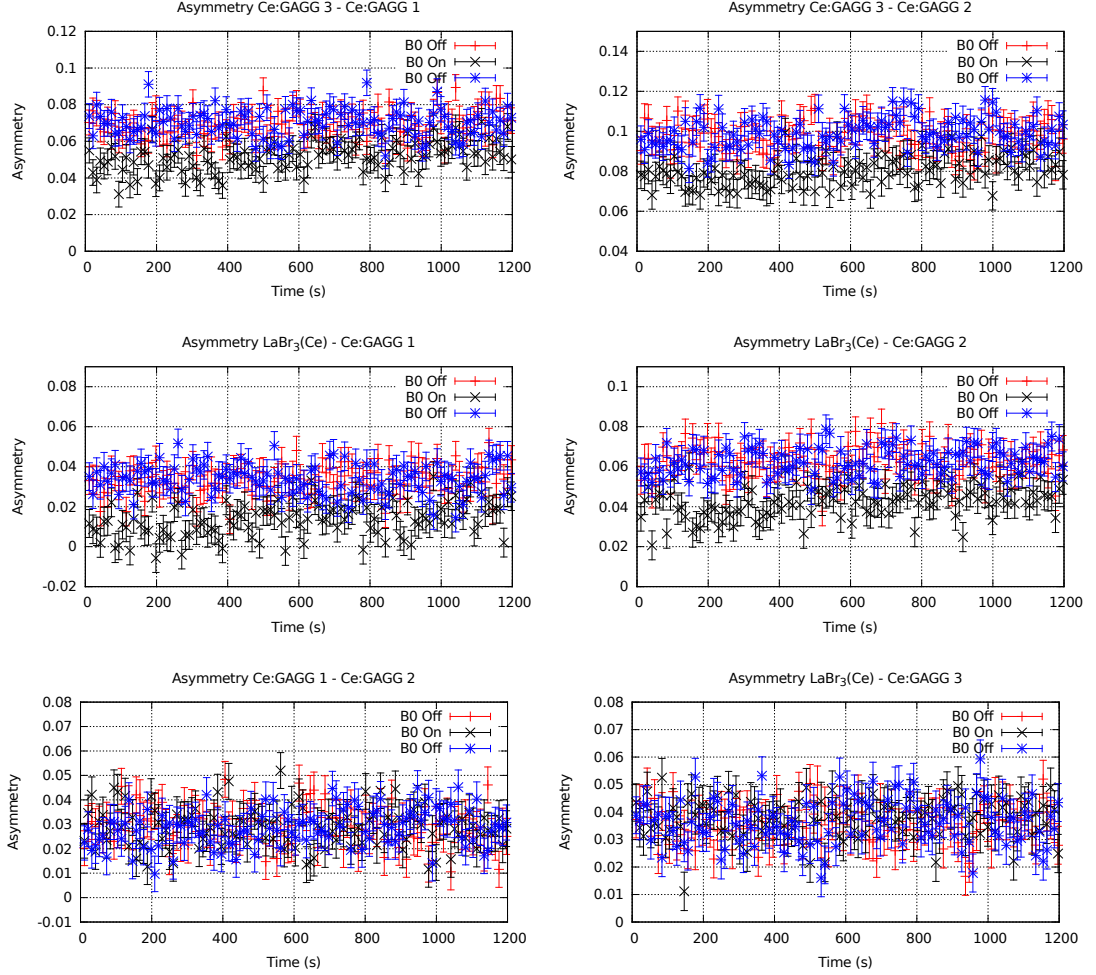 Asymmetry Ce:GAGG 3 - Ce:GAGG 1
0.12
0.1
0.08
0.06
0.04
0.02
0
Asymmetry
B0 Off
B0 On
B0 Off
0 200 400 600 800 1000 1200
Time (s)
Asymmetry Ce:GAGG 3 - Ce:GAGG 2
0.14
0.12
0.1
0.08
0.06
0.04
Asymmetry
B0 Off
B0 On
B0 Off
0 200 400 600 800 1000 1200
Time (s)
Asymmetry LaBr₃(Ce) - Ce:GAGG 1
0.08
0.06
0.04
0.02
0
-0.02
Asymmetry
B0 Off
B0 On
B0 Off
0 200 400 600 800 1000 1200
Time (s)
Asymmetry LaBr₃(Ce) - Ce:GAGG 2
0.1
0.08
0.06
0.04
0.02
0
Asymmetry
B0 Off
B0 On
B0 Off
0 200 400 600 800 1000 1200
Time (s)
Asymmetry Ce:GAGG 1 - Ce:GAGG 2
0.08
0.07
0.06
0.05
0.04
0.03
0.02
0.01
0
-0.01
Asymmetry
B0 Off
B0 On
B0 Off
0 200 400 600 800 1000 1200
Time (s)
Asymmetry LaBr₃(Ce) - Ce:GAGG 3
0.08
0.07
0.06
0.05
0.04
0.03
0.02
0.01
0
Asymmetry
B0 Off
B0 On
B0 Off
0 200 400 600 800 1000 1200
Time (s)